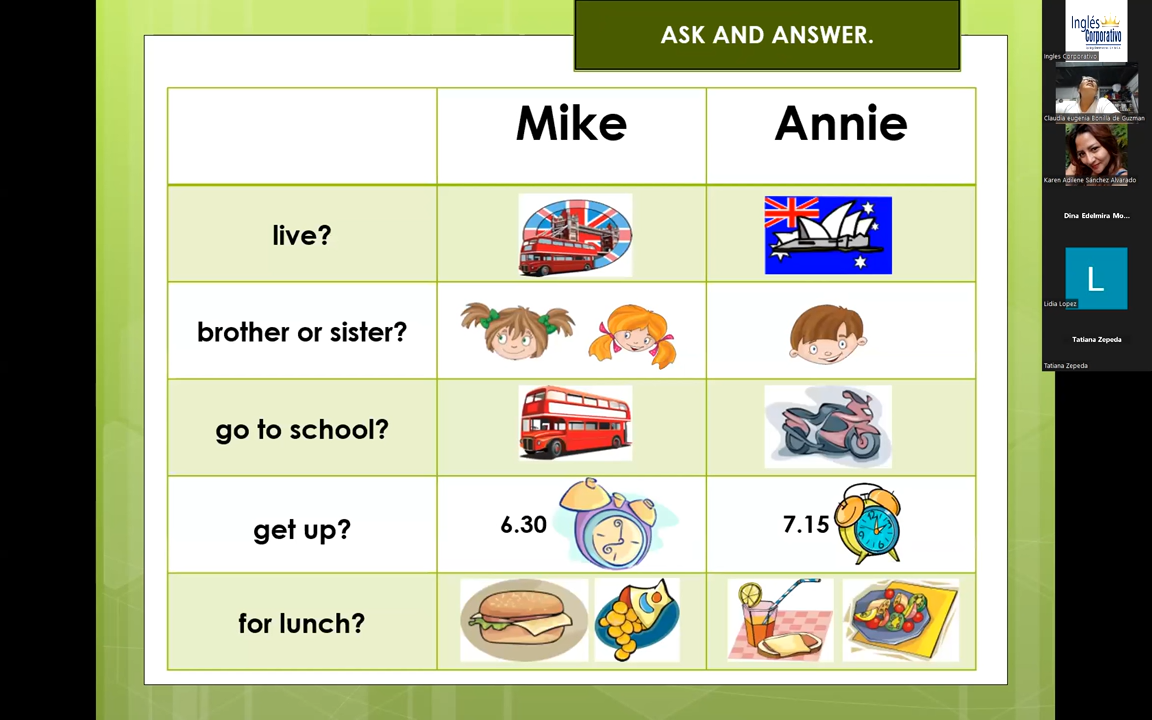 ASK AND ANSWER.
Mike
Annie
live?
brother or sister?
go to school?
get up?
6.30
7.15
for lunch?
Inglés
Corporativo
Ingles Corporativo
Claudia eugenia Bonilla de Guzman
Karen Adilene Sánchez Alvarado
Dina Edelmira Mo...
L
Lidia Lopez
Tatiana Zepeda
Tatiana Zepeda